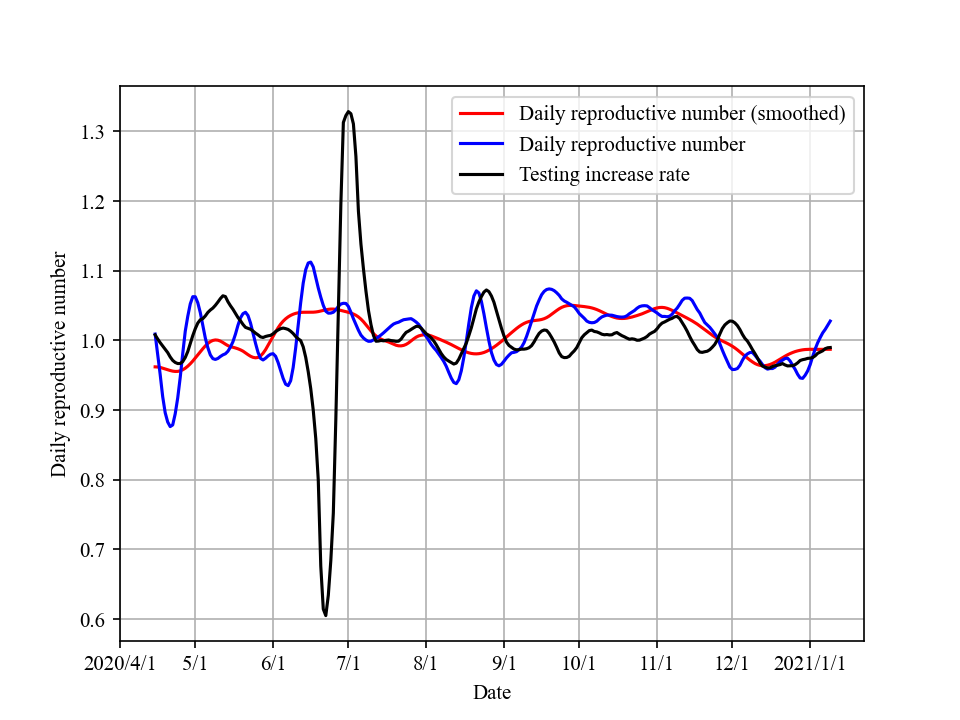 Daily reproductive number (smoothed)
Daily reproductive number
Testing increase rate
Daily reproductive number
1.3
1.2
1.1
1.0
0.9
0.8
0.7
0.6
2020/4/1 5/1 6/1 7/1 8/1 9/1 10/1 11/1 12/1 2021/1/1
Date